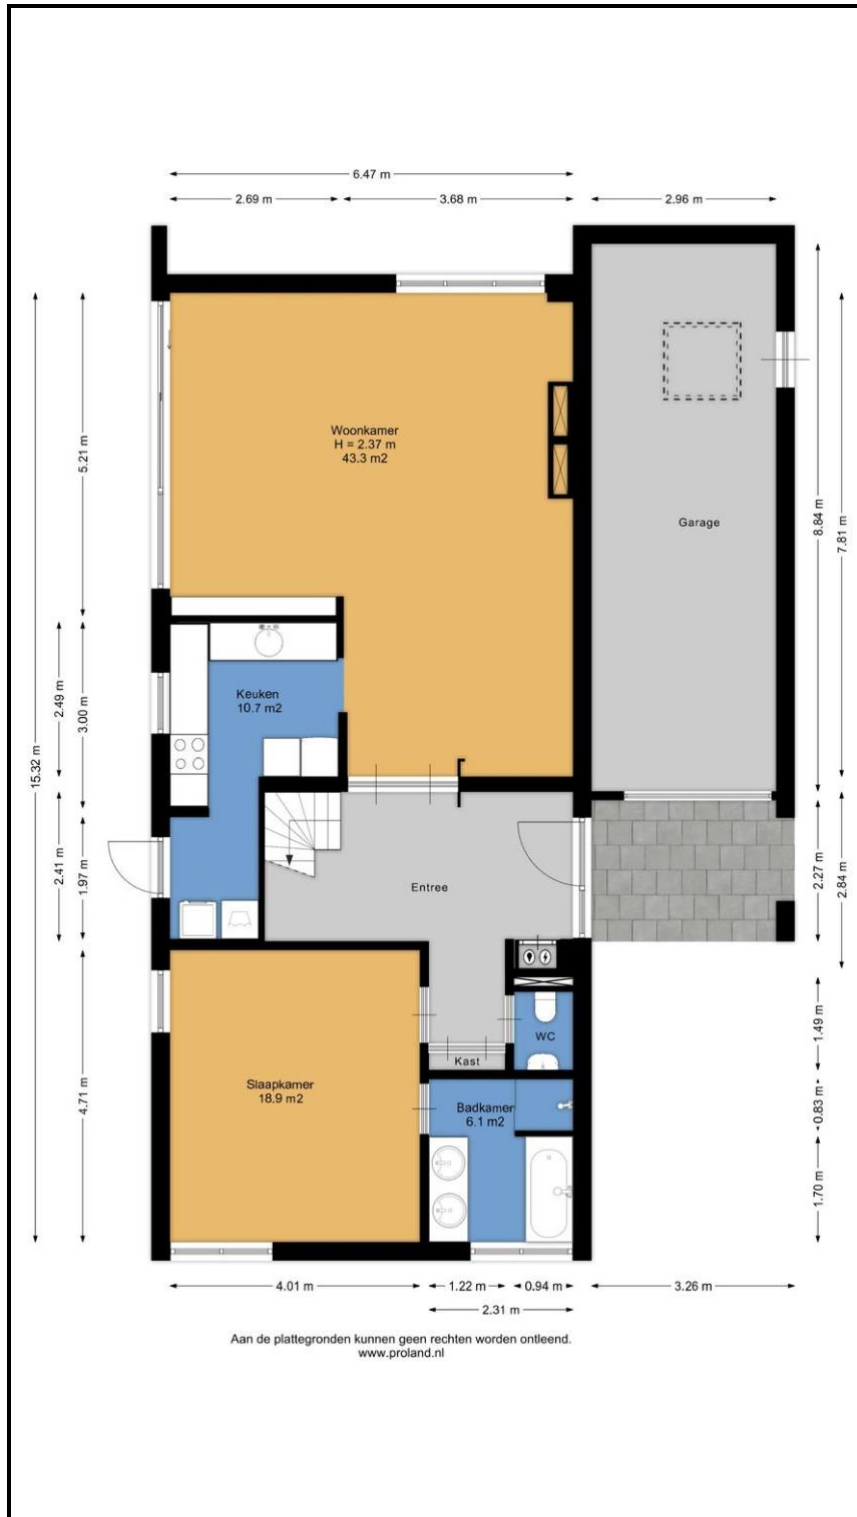 6.47 m
2.69 m
3.68 m
2.96 m
15.32 m
5.21 m
2.49 m
3.00 m
2.41 m
1.97 m
4.71 m
Woonkamer
H = 2.37 m
43.3 m2
Garage
8.84 m
7.81 m
Keuken
10.7 m2
Entree
2.27 m
2.84 m
WC
1.49 m
Kast
Slaapkamer
18.9 m2
Badkamer
6.1 m2
0.83 m
1.70 m
4.01 m
1.22 m
0.94 m
3.26 m
2.31 m
Aan de plattegronden kunnen geen rechten worden ontleend.
www.proland.nl